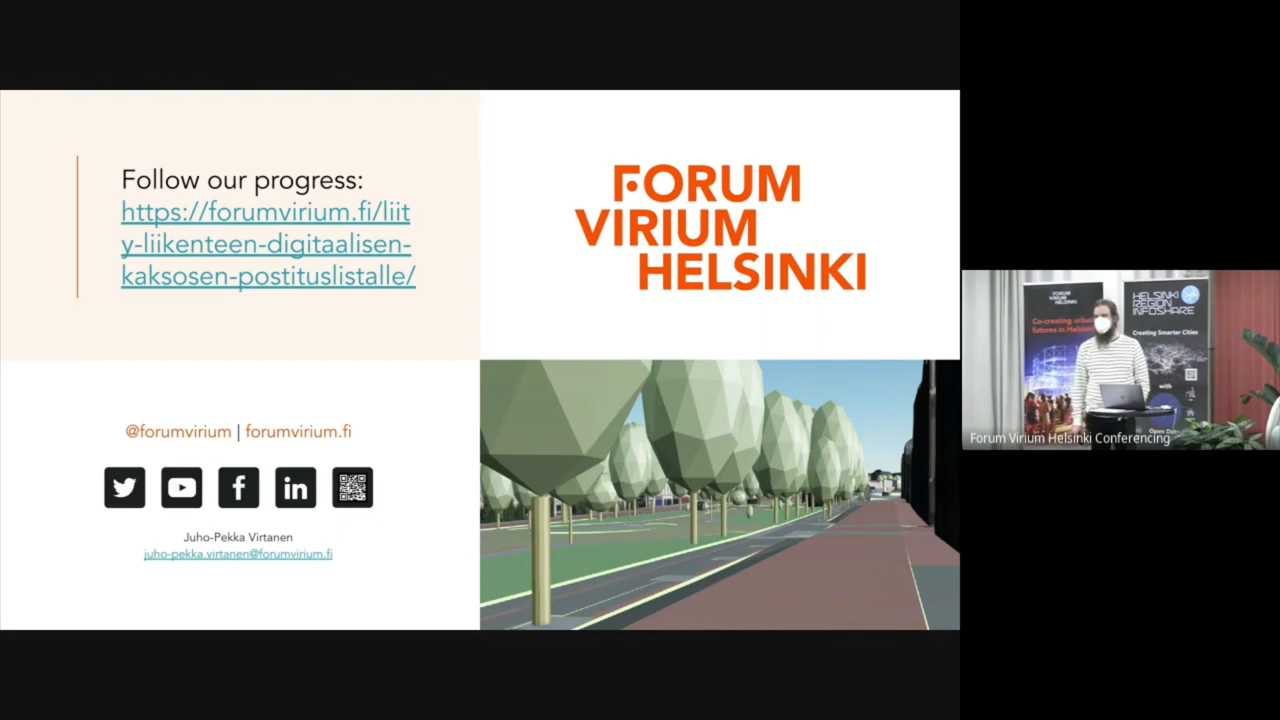 Follow our progress:
https://forumvirium.fi/liit
y-liikenteen-digitaalisen-
kaksosen-postituslistalle/
FORUM
VIRIUM
HELSINKI
@forumvirium | forumvirium.fi
Juho-Pekka Virtanen
juho-pekka.virtanen@forumvirium.fi
FORUM
VIRIUM
HELSINKI
Co-creating urban
futures in Helsinki
HELSINKI
REGION
INFOSHARE
Creating Smarter Cities
with
Open Data
Forum Virium Helsinki Conferencing